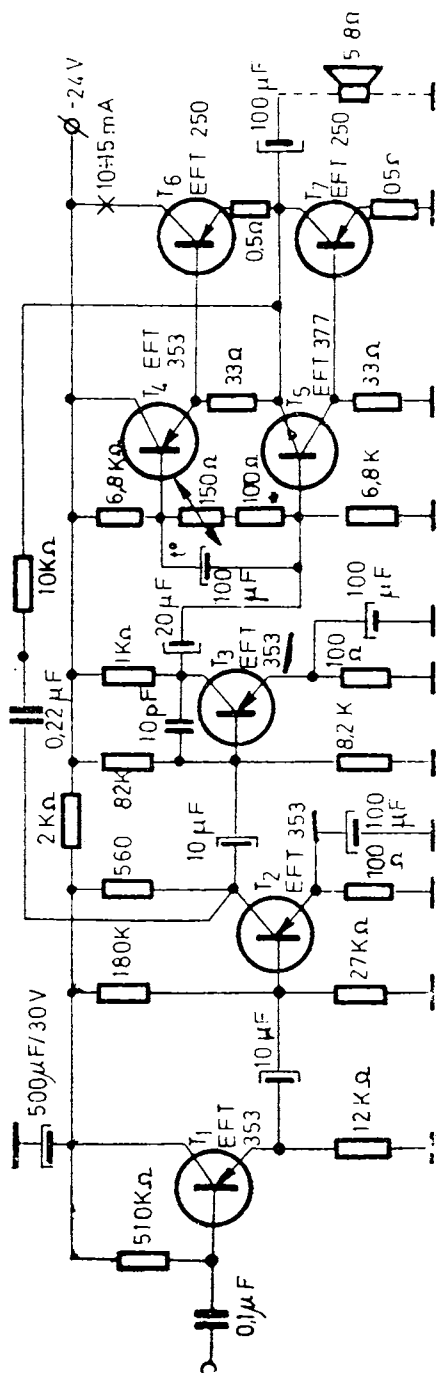 0,1µF
510KΩ
500µF/30V
T1
EFT
353
12KΩ
10µF
180K
27KΩ
560
T2
EFT 353
100
Ω
100
µF
2KΩ
0,22µF
10KΩ
10µF
82K
10pF
8,2K
1KΩ
20µF
T3
EFT
353
100
Ω
100
µF
t°
100
µF
6,8KΩ
150Ω
100Ω
*
6,8K
T4
EFT
353
33Ω
T5
EFT377
33Ω
-24V
10÷15mA
T6
EFT 250
0,5Ω
T7
EFT 250
05Ω
100µF
5 8Ω